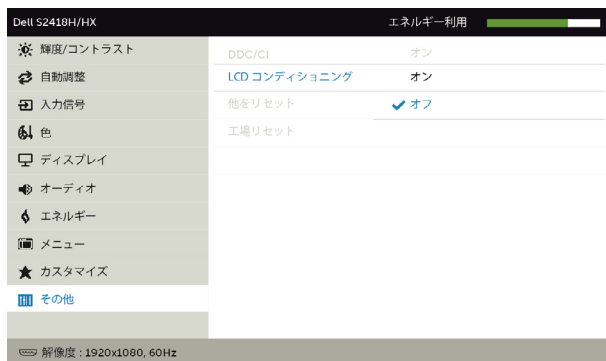 Dell S2418H/HX エネルギー利用
輝度/コントラスト
自動調整
入力信号
色
ディスプレイ
オーディオ
エネルギー
メニュー
カスタマイズ
その他
DDC/CI オン
LCD コンディショニング オン
他をリセット オフ
工場リセット
解像度 : 1920x1080, 60Hz